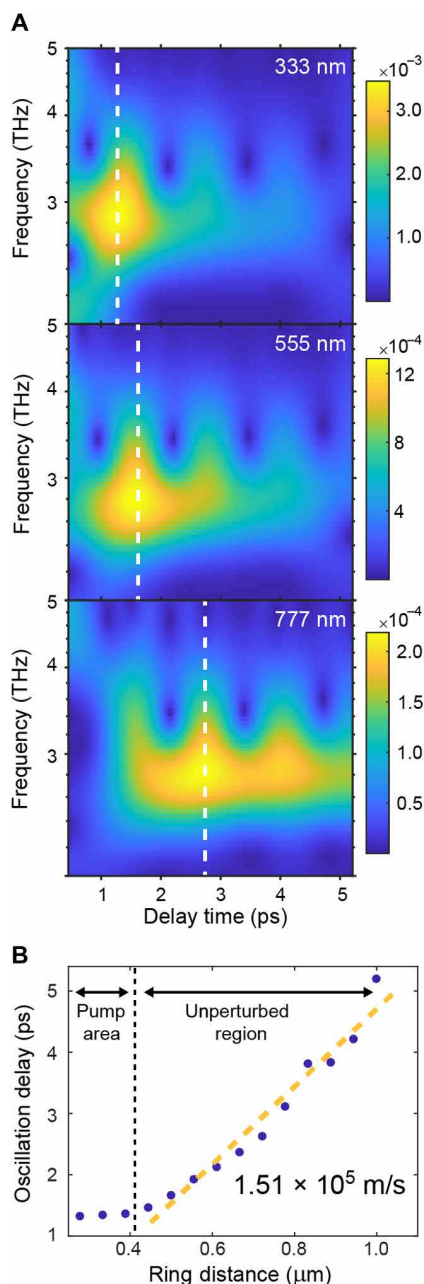 A
5
333 nm
×10⁻³
4
3.0
3
2.0
1.0
Frequency (THz)
5
555 nm
×10⁻⁴
12
4
8
3
4
Frequency (THz)
5
777 nm
×10⁻⁴
2.0
4
1.5
3
1.0
0.5
Frequency (THz)
1 2 3 4 5
Delay time (ps)
B
5
Pump area
Unperturbed region
4
3
2
1
Oscillation delay (ps)
1.51 × 10⁵ m/s
0.4 0.6 0.8 1.0
Ring distance (μm)